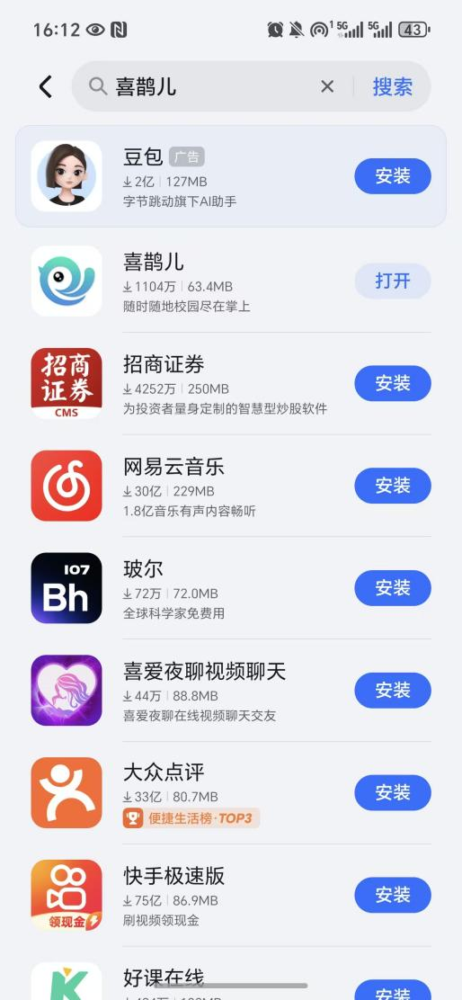 16:12
1 5G 5G 43
喜鹊儿
搜索
豆包 广告
2亿 127MB
字节跳动旗下AI助手
安装
喜鹊儿
1104万 63.4MB
随时随地校园尽在掌上
打开
招商证券
CMS
招商证券
4252万 250MB
为投资者量身定制的智慧型炒股软件
安装
网易云音乐
30亿 229MB
1.8亿音乐有声内容畅听
安装
107
Bh
玻尔
72万 72.0MB
全球科学家免费用
安装
喜爱夜聊视频聊天
44万 88.8MB
喜爱夜聊在线视频聊天交友
安装
大众点评
33亿 80.7MB
便捷生活榜·TOP3
安装
领现金
快手极速版
75亿 86.9MB
刷视频领现金
安装
好课在线
安装